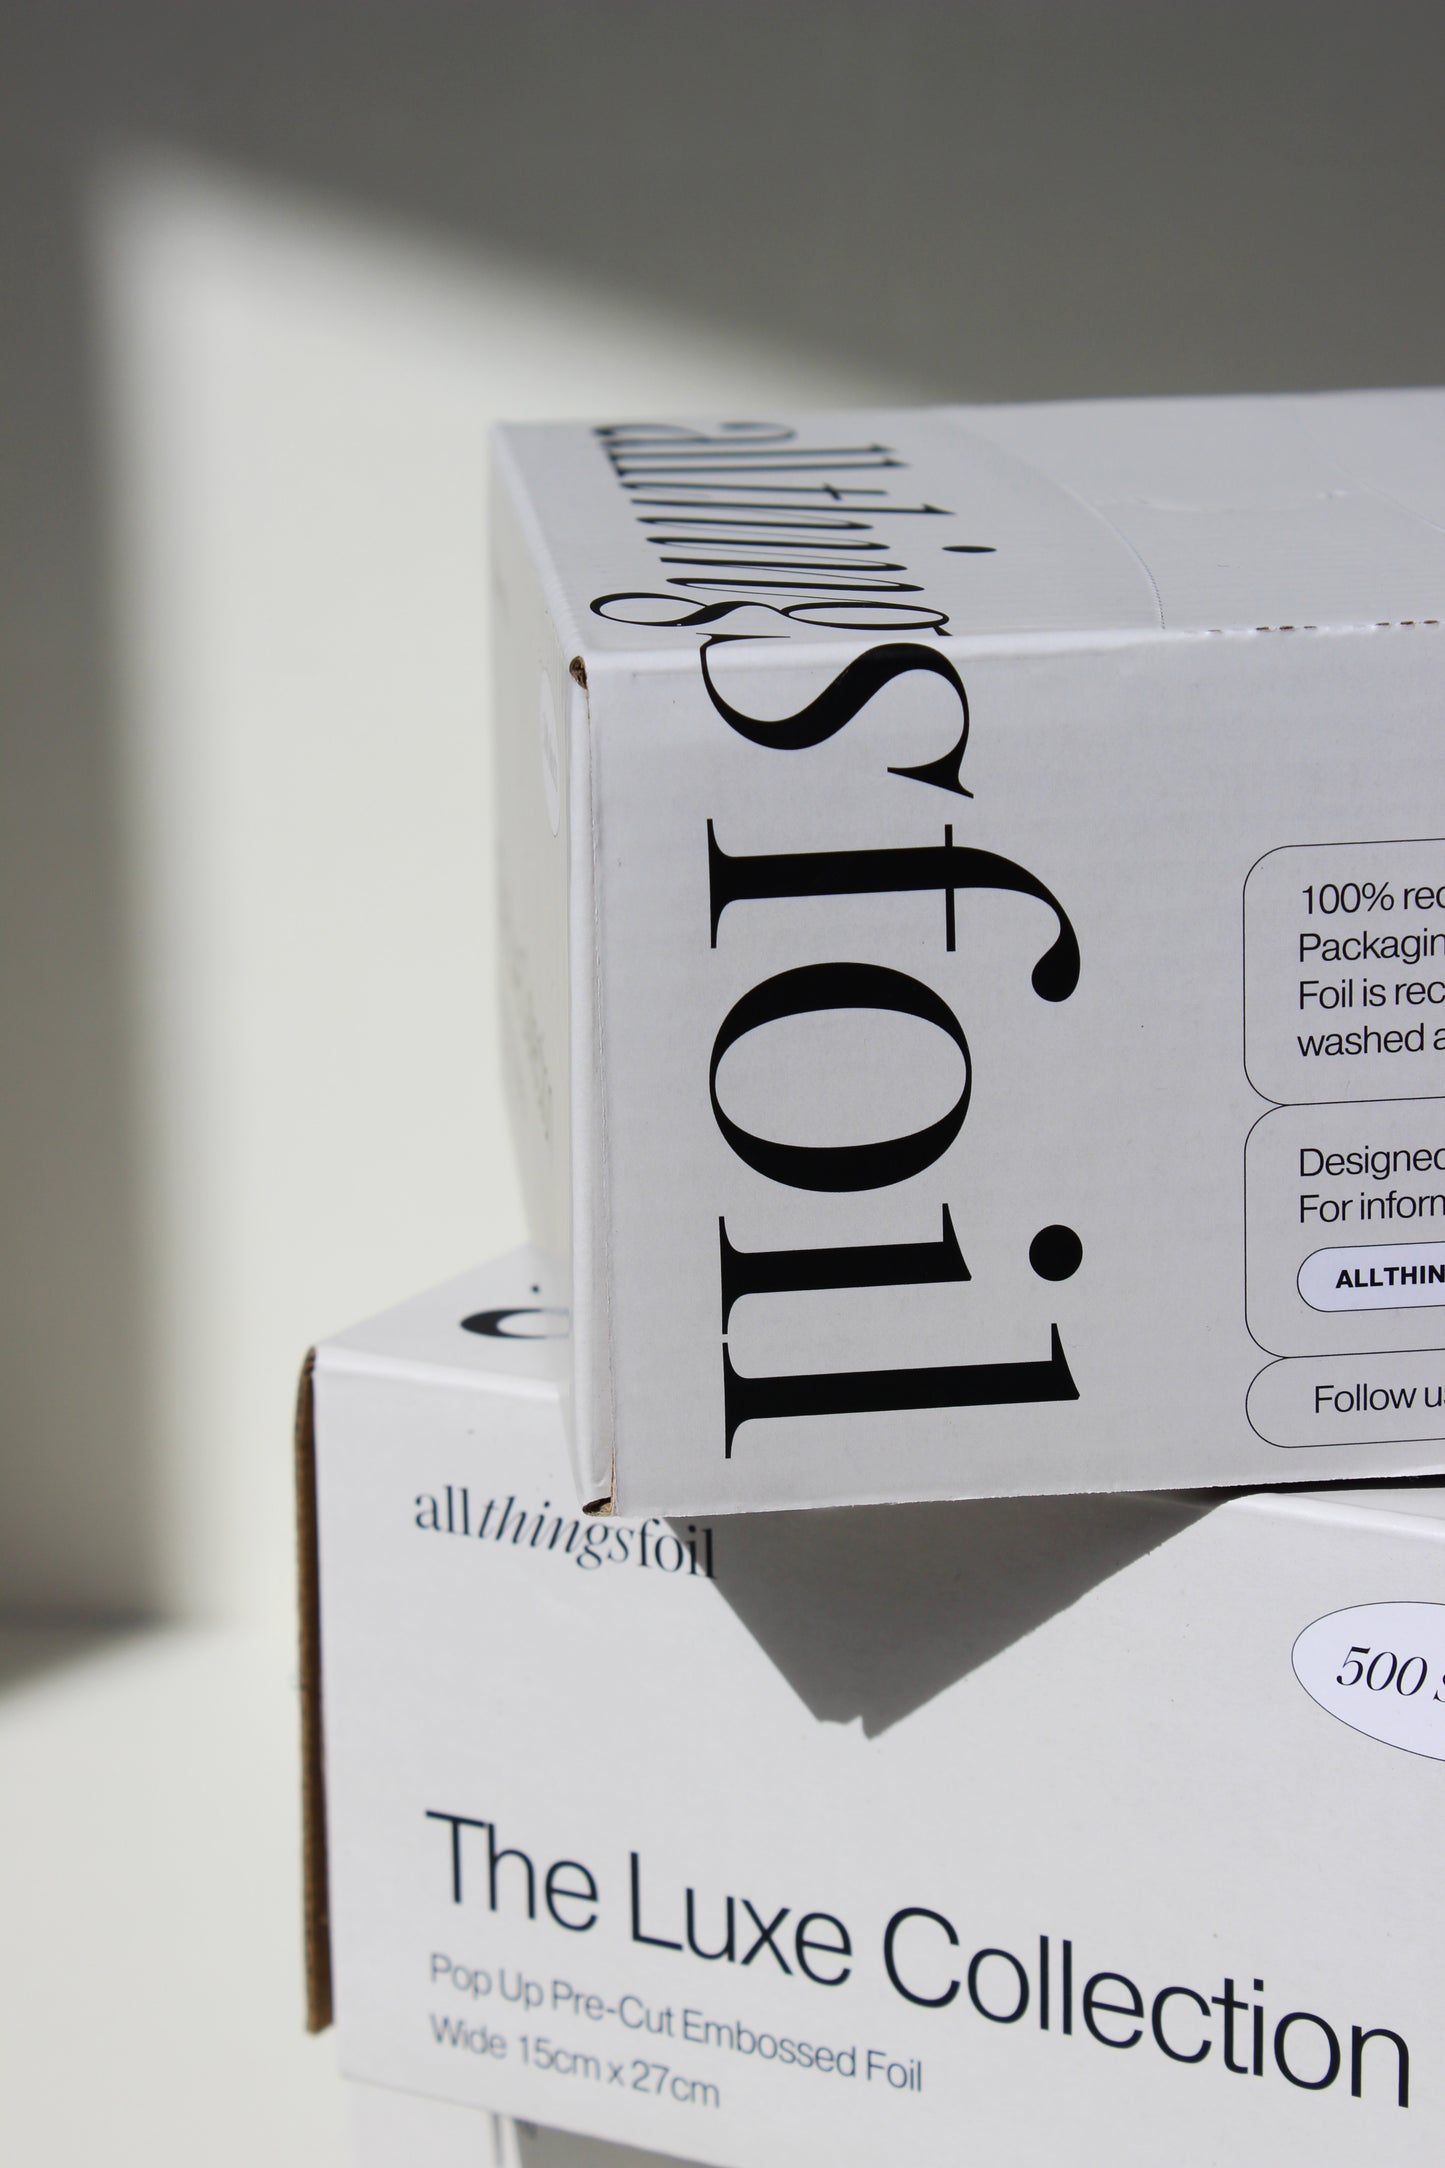 allthingsfoil
100% rec
Packagin
Foil is rec
washed a
Designed
For inform
ALLTHIN
Follow us
allthingsfoil
500 s
The Luxe Collection
Pop Up Pre-Cut Embossed Foil
Wide 15cm x 27cm